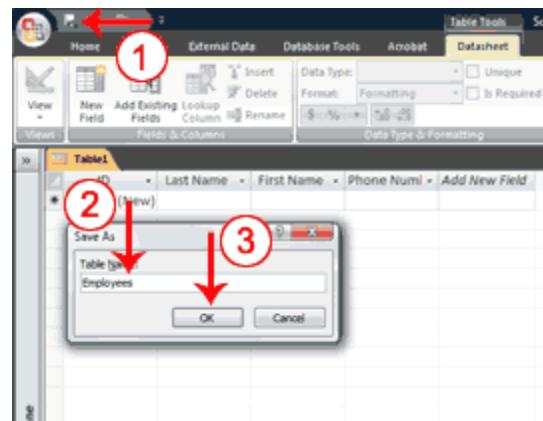 Table Tools
1
Home External Data Database Tools Acrobat Datasheet
View New Field Add Existing Fields Lookup Column Insert Delete Rename Data Type: Format: Formatting Unique Is Required
$ %
Views Fields & Columns Data Type & Formatting
Table1
ID Last Name First Name Phone Numl Add New Field
2 (New)
3
Save As
Table Name:
Employees
OK Cancel